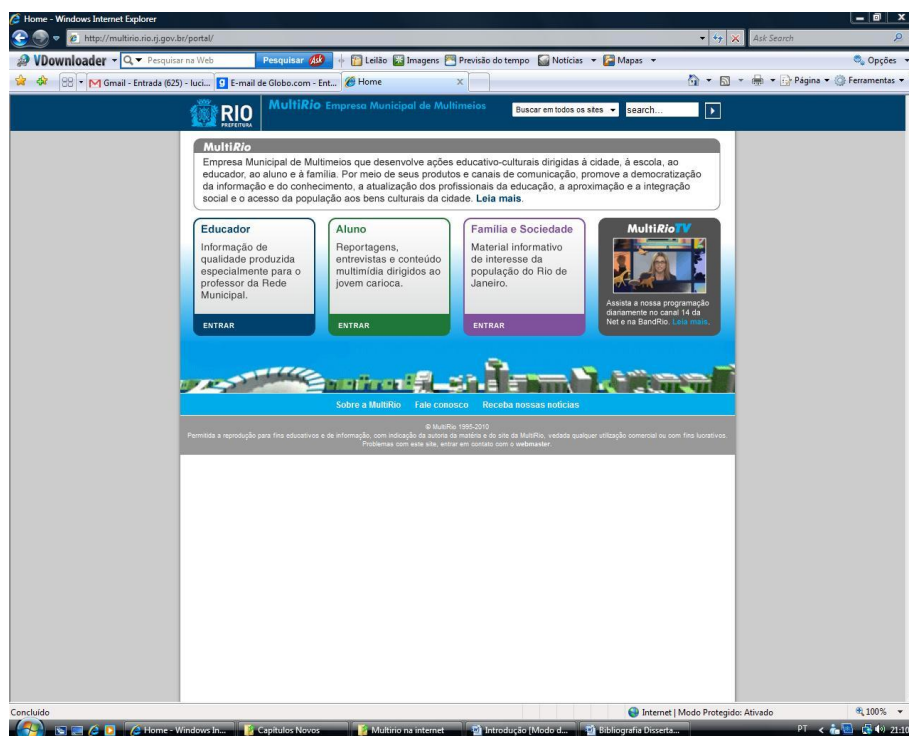 Home - Windows Internet Explorer
http://multirio.rio.rj.gov.br/portal/
Ask Search
VDownloader
Pesquisar na Web
Pesquisar
Ask
Leilão
Imagens
Previsão do tempo
Notícias
Mapas
Opções
Gmail - Entrada (625) - luci...
E-mail de Globo.com - Ent...
Home
Página
Ferramentas
RIO
PREFEITURA
MultiRio Empresa Municipal de Multimeios
Buscar em todos os sites
search...
MultiRio
Empresa Municipal de Multimeios que desenvolve ações educativo-culturais dirigidas à cidade, à escola, ao
educador, ao aluno e à família. Por meio de seus produtos e canais de comunicação, promove a democratização
da informação e do conhecimento, a atualização dos profissionais da educação, a aproximação e a integração
social e o acesso da população aos bens culturais da cidade. Leia mais.
Educador
Informação de
qualidade produzida
especialmente para o
professor da Rede
Municipal.
ENTRAR
Aluno
Reportagens,
entrevistas e conteúdo
multimídia dirigidos ao
jovem carioca.
ENTRAR
Família e Sociedade
Material informativo
de interesse da
população do Rio de
Janeiro.
ENTRAR
MultiRioTV
Assista a nossa programação
diariamente no canal 14 da
Net e na BandRio. Leia mais.
Sobre a MultiRio
Fale conosco
Receba nossas notícias
© MultiRio 1995-2010
Permitida a reprodução para fins educativos e de informação, com indicação da autoria da matéria e do site da MultiRio, vedada qualquer utilização comercial ou com fins lucrativos.
Problemas com este site, entrar em contato com o webmaster.
Concluído
Internet | Modo Protegido: Ativado
100%
Home - Windows In...
Capítulos Novos
Multirio na internet
Introdução [Modo d...
Bibliografia Disserta...
PT
21:10